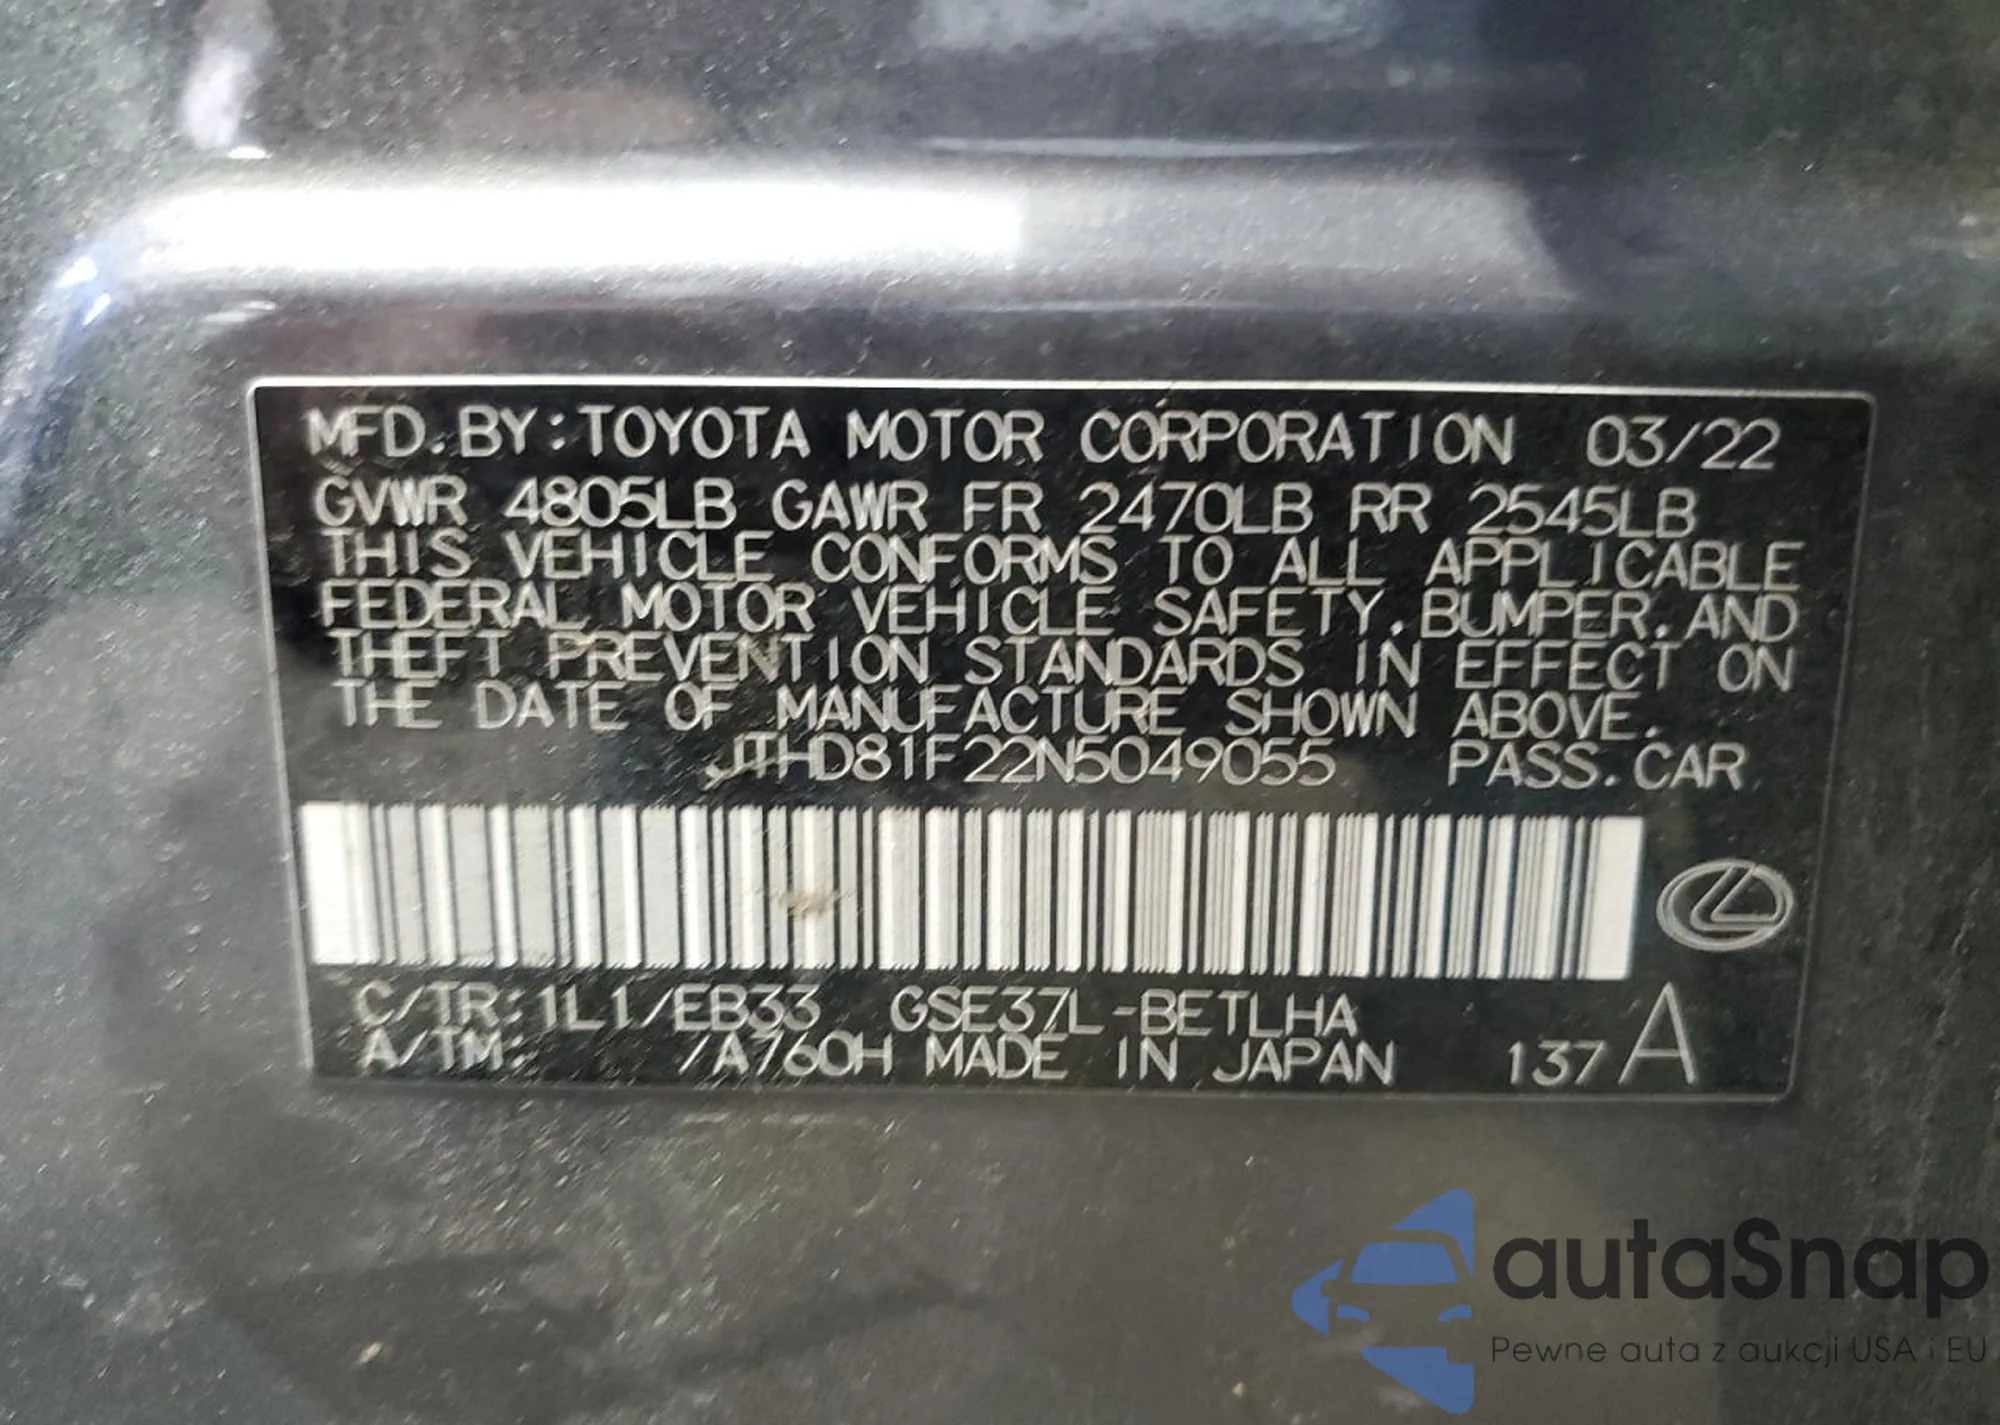 MFD. BY: TOYOTA MOTOR CORPORATION 03/22
GVWR 4805LB GAWR FR 2470LB RR 2545LB
THIS VEHICLE CONFORMS TO ALL APPLICABLE
FEDERAL MOTOR VEHICLE SAFETY, BUMPER, AND
THEFT PREVENTION STANDARDS IN EFFECT ON
THE DATE OF MANUFACTURE SHOWN ABOVE.
JTHD81F22N5049055 PASS. CAR
C/TR: 1L1/EB33 GSE37L-BETLHA
A/TM: /A760H MADE IN JAPAN 137 A
autaSnap
Pewne auta z aukcji USA i EU